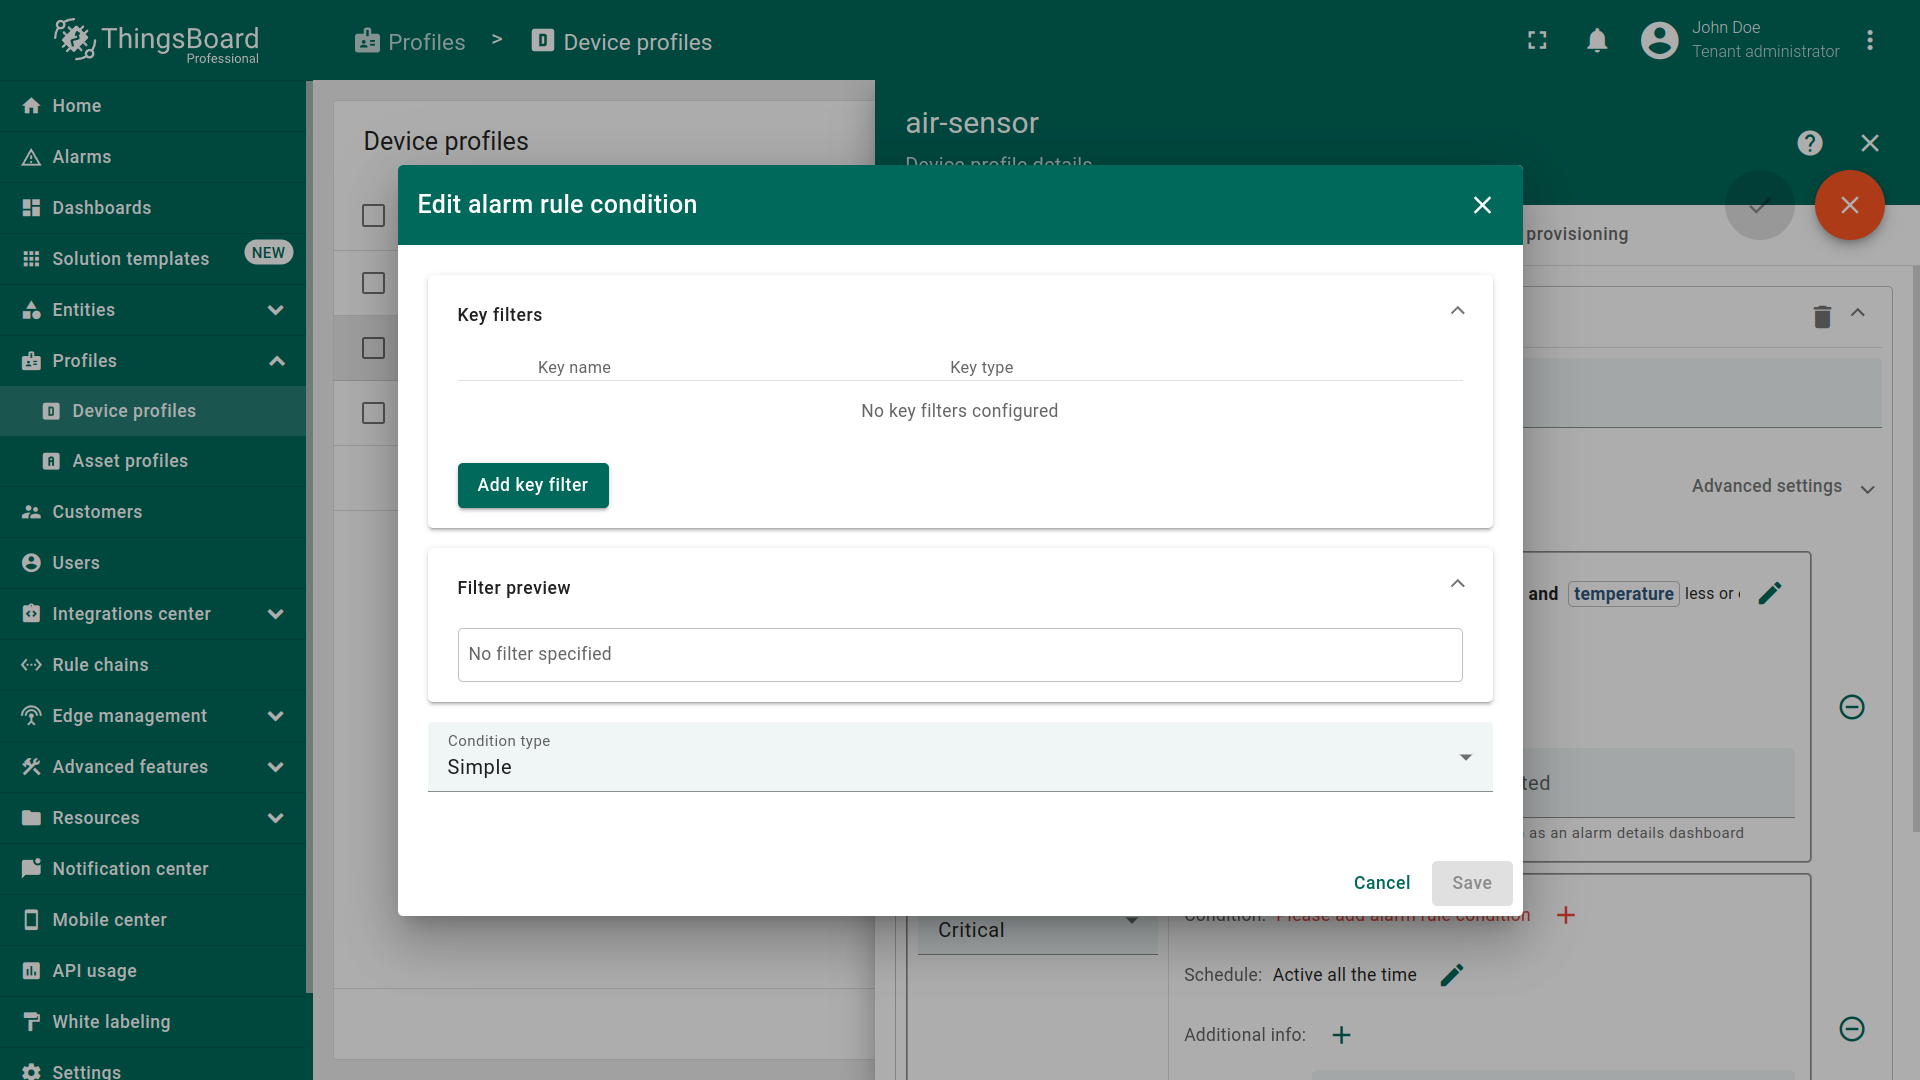 ThingsBoard
Professional
Profiles > Device profiles
John Doe
Tenant administrator
Home
Alarms
Dashboards
Solution templates NEW
Entities
Profiles
Device profiles
Asset profiles
Customers
Users
Integrations center
Rule chains
Edge management
Advanced features
Resources
Notification center
Mobile center
API usage
White labeling
Settings
Device profiles
air-sensor
Device profile details
provisioning
Advanced settings
and temperature less or
as an alarm details dashboard
Edit alarm rule condition
Key filters
Key name Key type
No key filters configured
Add key filter
Filter preview
No filter specified
Condition type
Simple
Cancel Save
Critical
Condition: Please add alarm rule condition
Schedule: Active all the time
Additional info: